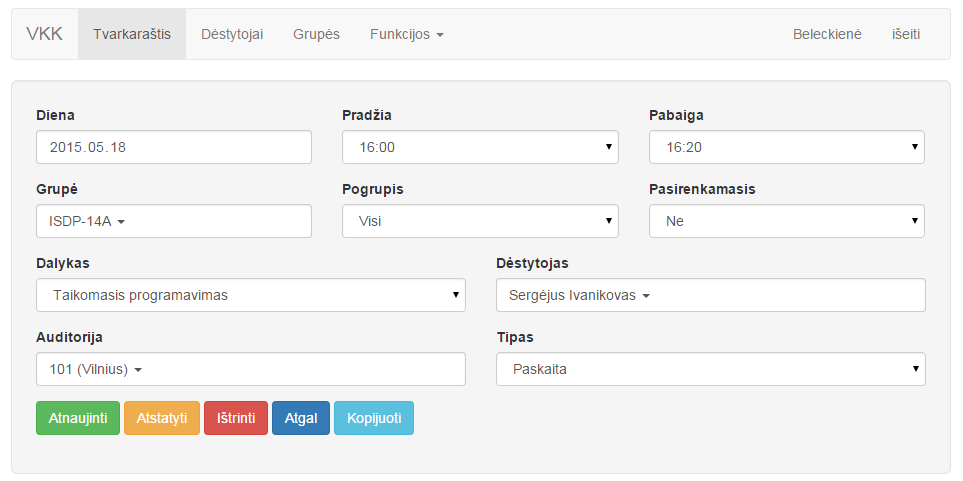 VKK Tvarkaraštis Dėstytojai Grupės Funkcijos Beleckienė išeiti
Diena Pradžia Pabaiga
2015.05.18 16:00 16:20
Grupė Pogrupis Pasirenkamasis
ISDP-14A Visi Ne
Dalykas Dėstytojas
Taikomasis programavimas Sergėjus Ivanikovas
Auditorija Tipas
101 (Vilnius) Paskaita
Atnaujinti Atstatyti Ištrinti Atgal Kopijuoti